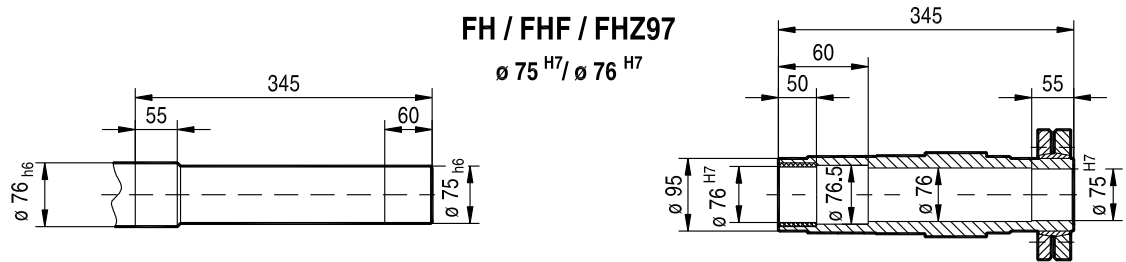 FH / FHF / FHZ97
ø 75 H7/ ø 76 H7
345
55
60
ø 76 h6
ø 75 h6
345
60
50
55
ø 95
ø 76 H7
ø 76.5
ø 76
ø 75 H7